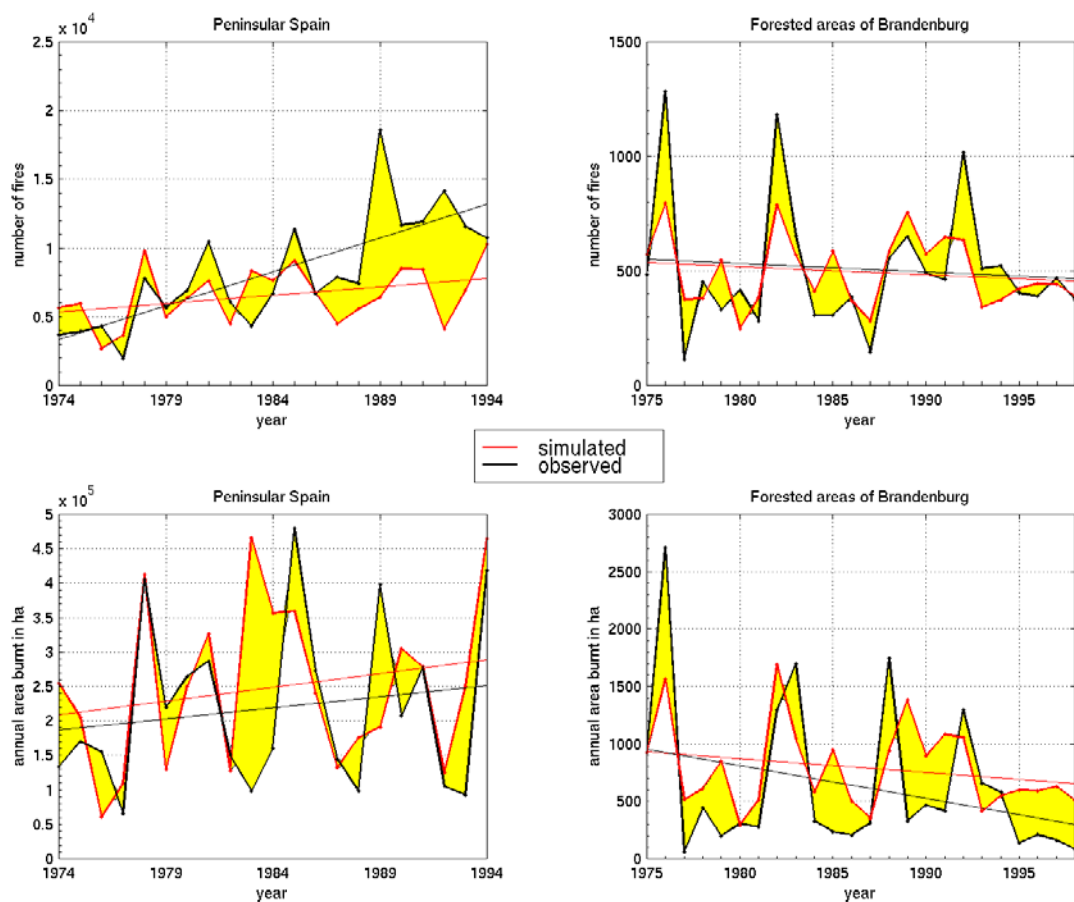 Peninsular Spain
x 10^4
2.5
2
1.5
1
0.5
0
number of fires
1974 1979 1984 1989 1994
year
Forested areas of Brandenburg
1500
1000
500
0
number of fires
1975 1980 1985 1990 1995
year
simulated
observed
Peninsular Spain
x 10^5
5
4.5
4
3.5
3
2.5
2
1.5
1
0.5
0
annual area burnt in ha
1974 1979 1984 1989 1994
year
Forested areas of Brandenburg
3000
2500
2000
1500
1000
500
0
annual area burnt in ha
1975 1980 1985 1990 1995
year